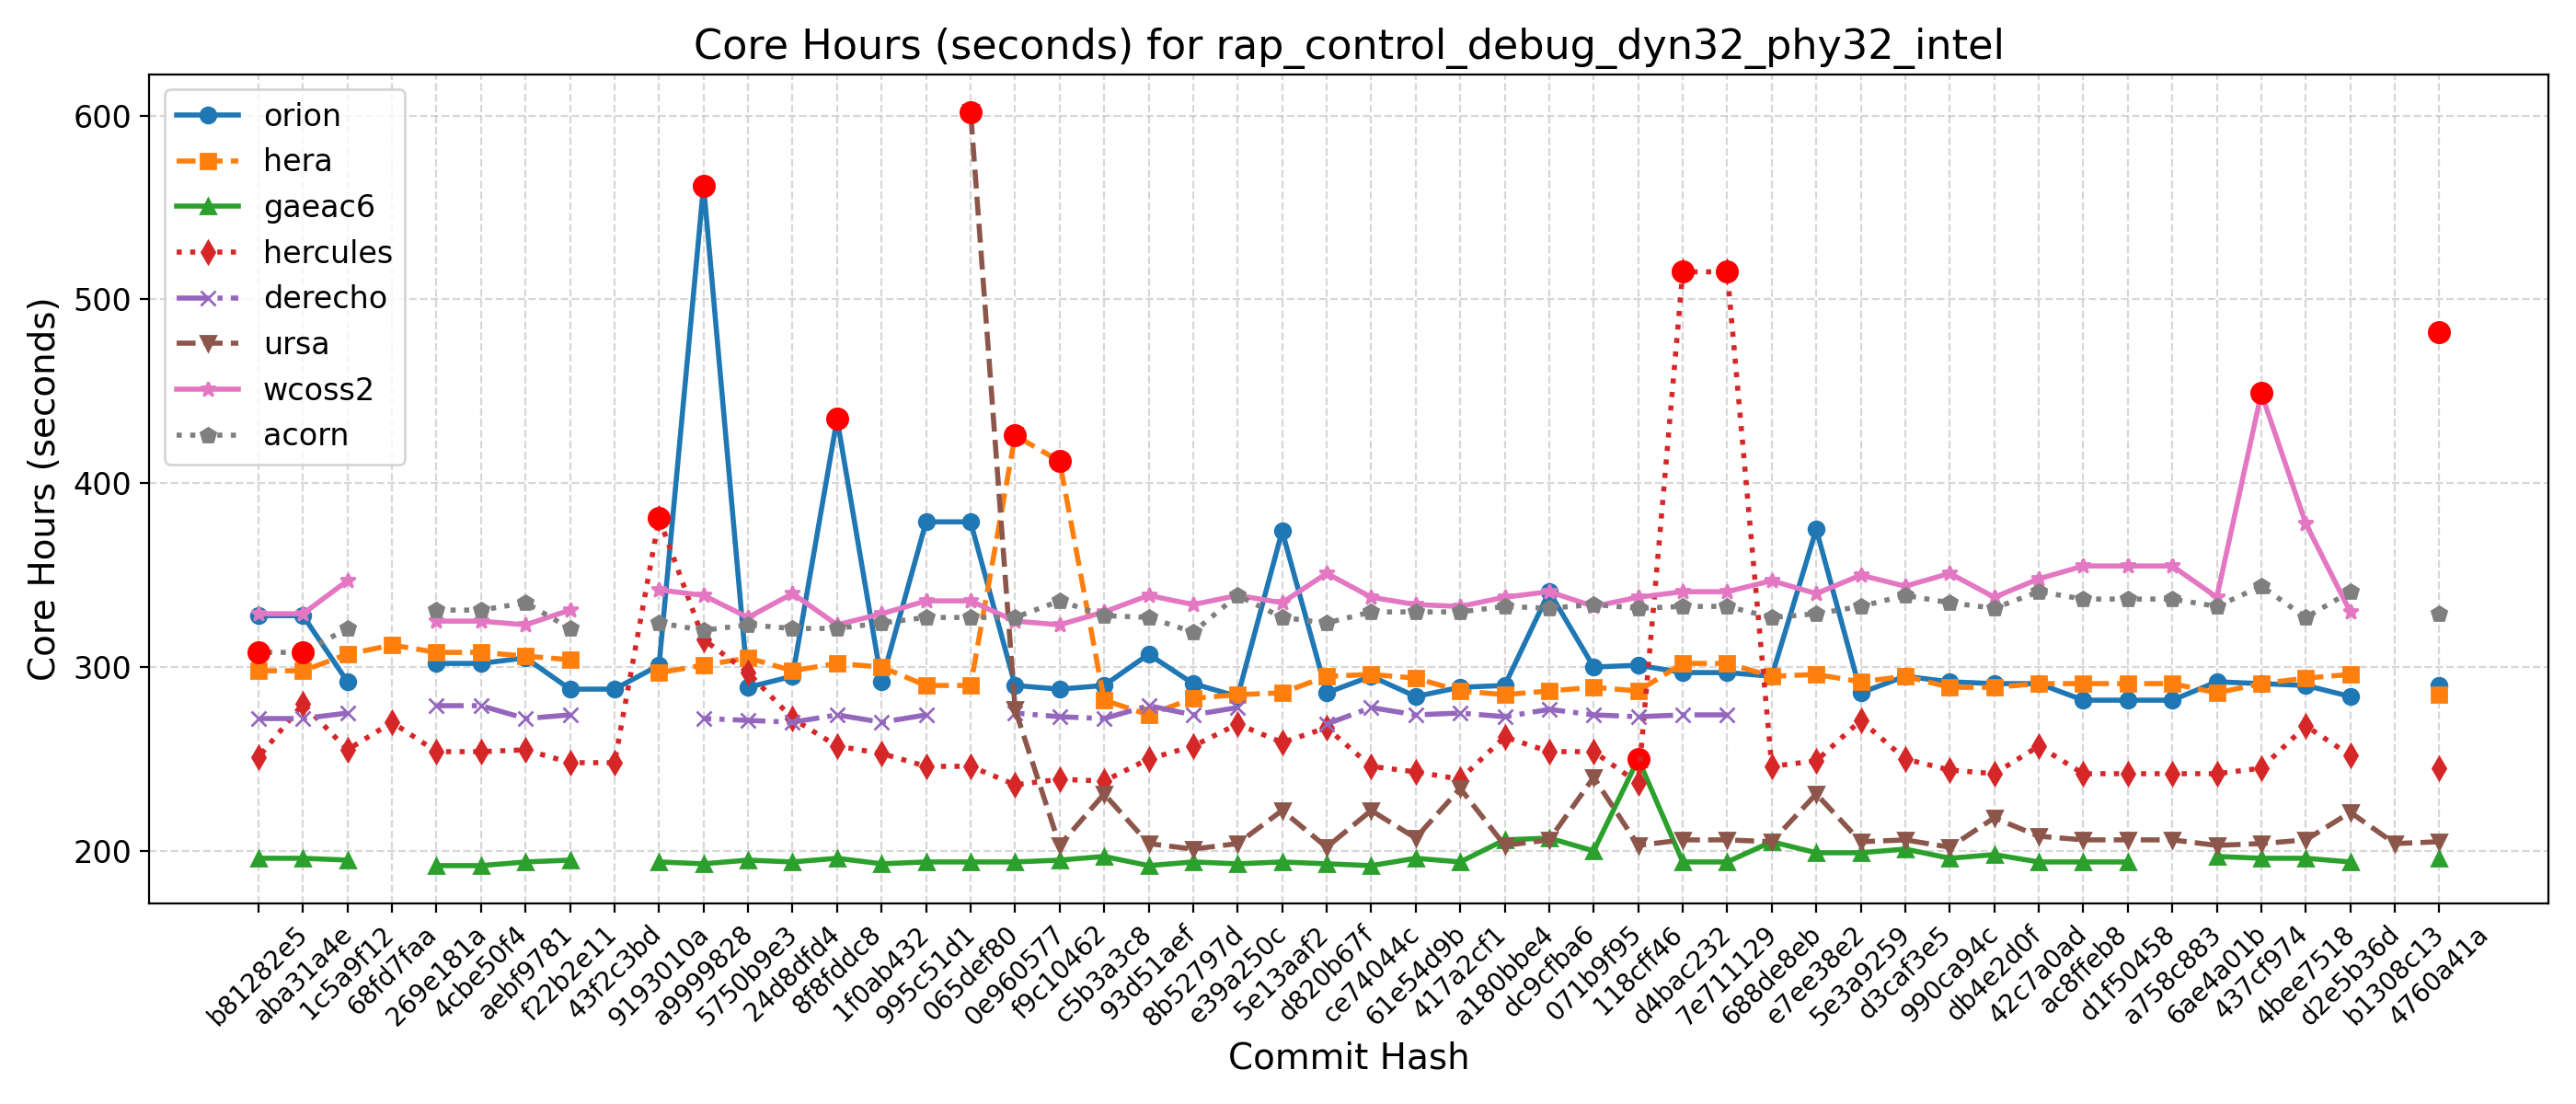 Core Hours (seconds) for rap_control_debug_dyn32_phy32_intel
Core Hours (seconds)
600
500
400
300
200
orion
hera
gaeac6
hercules
derecho
ursa
wcoss2
acorn
b81282e5
aba31a4e
1c5a9f12
68fd7faa
269e181a
4cbe50f4
aebf9781
f22b2e11
43f2c3bd
9193010a
a9999828
5750b9e3
24d8dfd4
8f8fddc8
1f0ab432
995c51d1
065def80
0e960577
f9c10462
c5b3a3c8
93d51aef
8b52797d
e39a250c
5e13aaf2
d820b67f
ce74044c
61e54d9b
417a2cf1
a180bbe4
dc9cfba6
071b9f95
118cff46
d4bac232
7e711129
688de8eb
e7ee38e2
5e3a9259
d3caf3e5
990ca94c
db4e2d0f
42c7a0ad
ac8ffeb8
d1f50458
a758c883
6ae4a01b
437cf974
4bee7518
d2e5b36d
b1308c13
4760a41a
Commit Hash